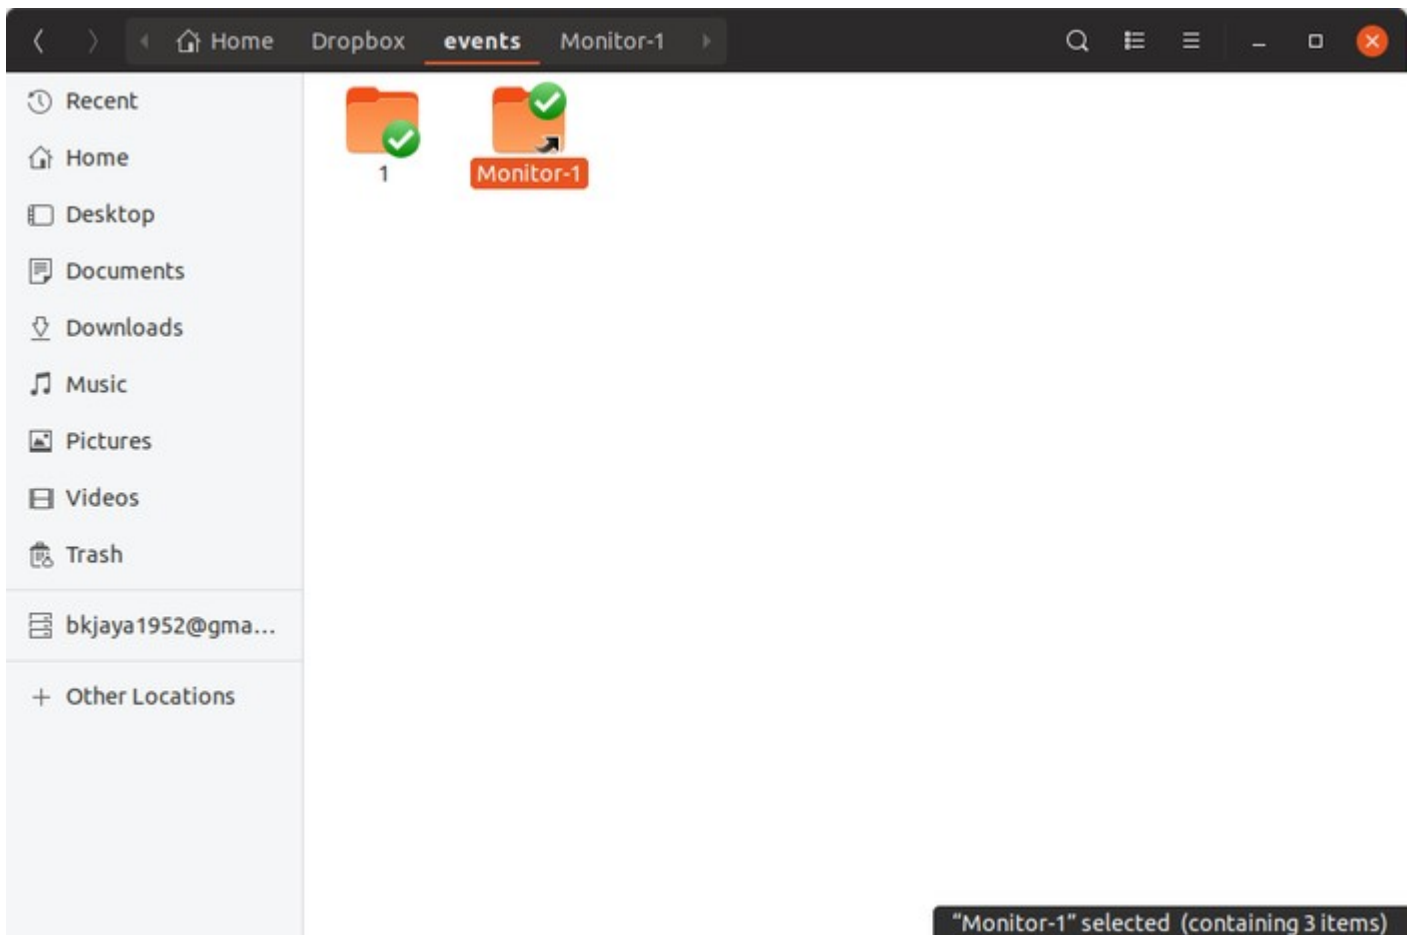 Home Dropbox events Monitor-1
Recent
Home
Desktop
Documents
Downloads
Music
Pictures
Videos
Trash
bkjaya1952@gma...
Other Locations
1
Monitor-1
“Monitor-1” selected (containing 3 items)